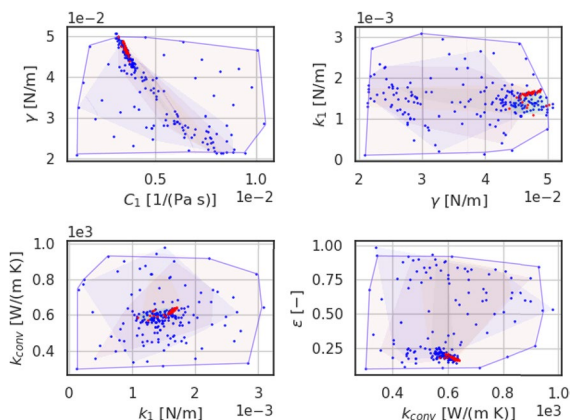 1e−2
γ [N/m]
5
4
3
2
0.5
1.0
C₁ [1/(Pa s)]
1e−2
1e−3
k₁ [N/m]
3
2
1
0
2
3
4
5
γ [N/m]
1e−2
1e3
k_conv [W/(m K)]
1.0
0.8
0.6
0.4
0
1
2
3
k₁ [N/m]
1e−3
ε [−]
1.00
0.75
0.50
0.25
0.4
0.6
0.8
1.0
k_conv [W/(m K)]
1e3